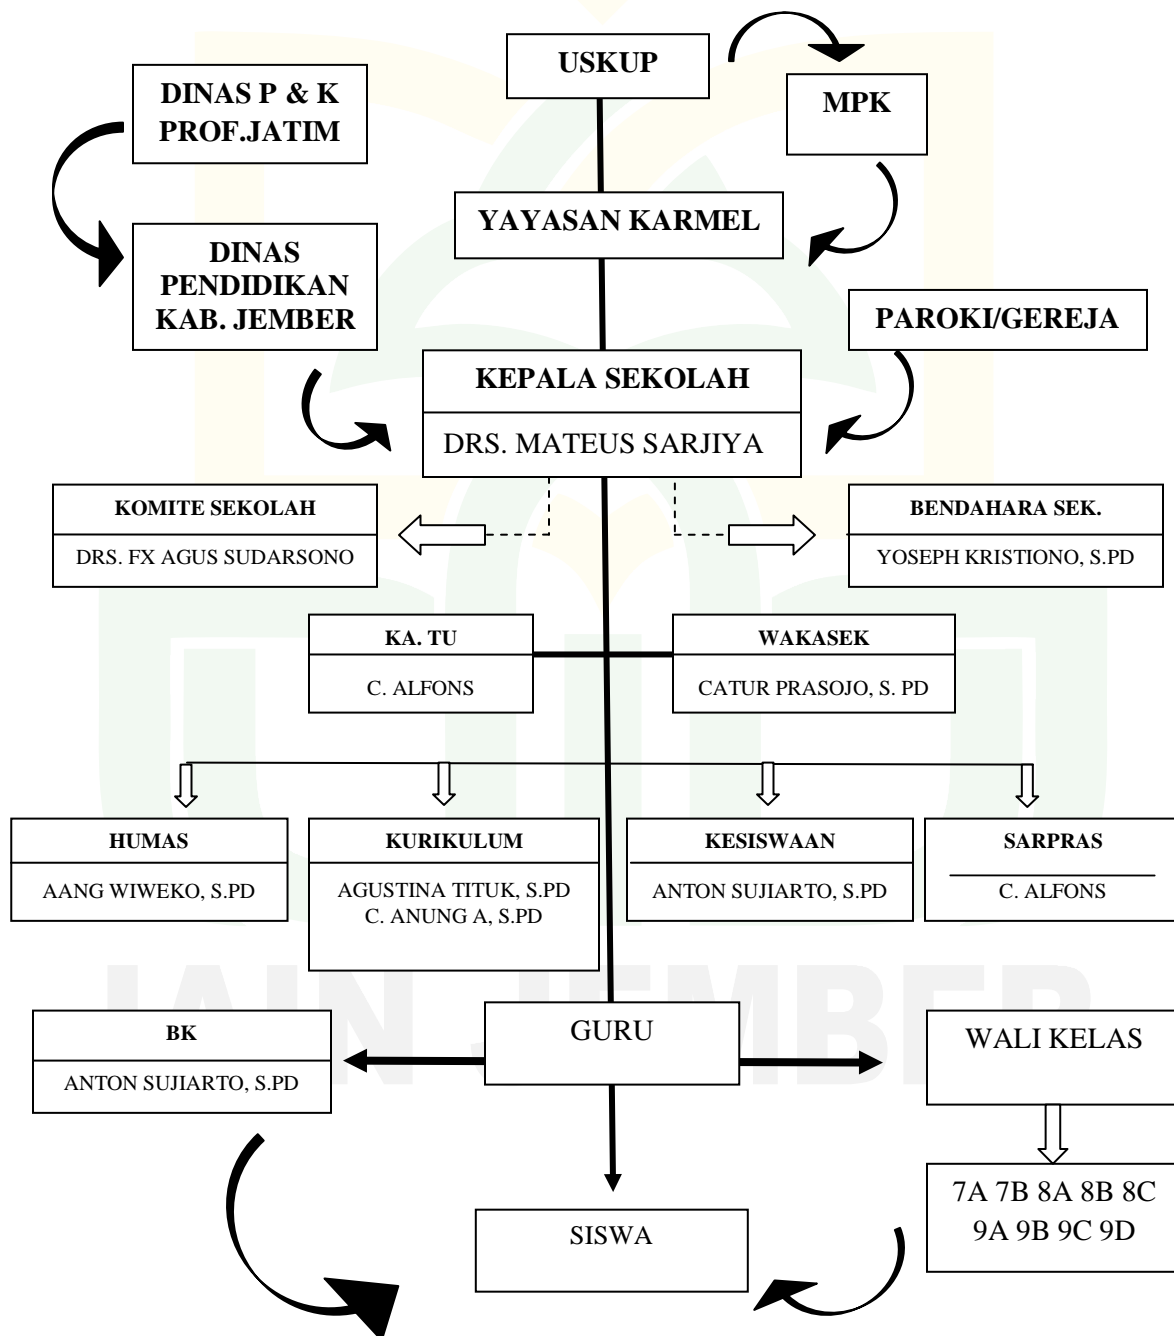 USKUP
DINAS P & K
PROF.JATIM
MPK
YAYASAN KARMEL
DINAS
PENDIDIKAN
KAB. JEMBER
PAROKI/GEREJA
KEPALA SEKOLAH
DRS. MATEUS SARJIYA
KOMITE SEKOLAH
DRS. FX AGUS SUDARSONO
BENDAHARA SEK.
YOSEPH KRISTIONO, S.PD
KA. TU
C. ALFONS
WAKASEK
CATUR PRASOJO, S. PD
HUMAS
AANG WIWEKO, S.PD
KURIKULUM
AGUSTINA TITUK, S.PD
C. ANUNG A, S.PD
KESISWAAN
ANTON SUJIARTO, S.PD
SARPRAS
C. ALFONS
IAIN JEMBER
BK
ANTON SUJIARTO, S.PD
GURU
WALI KELAS
7A 7B 8A 8B 8C
9A 9B 9C 9D
SISWA